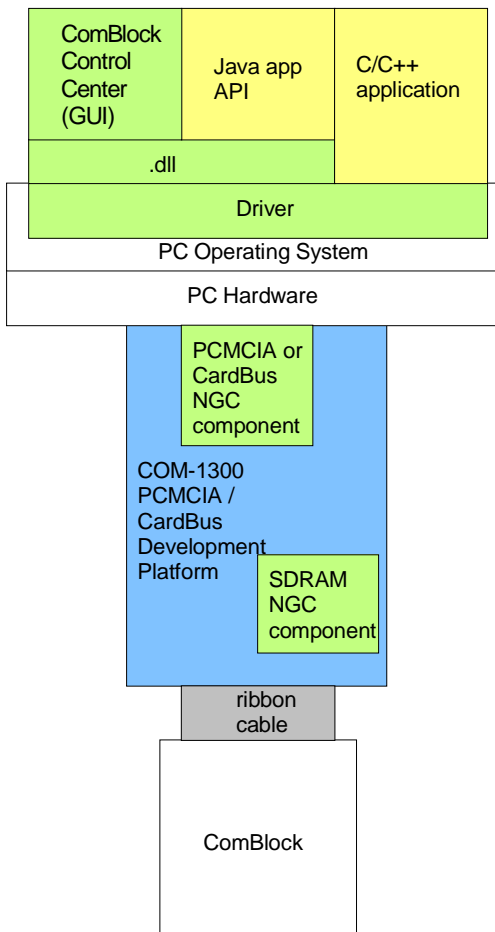 ComBlock
Control
Center
(GUI)
Java app
API
C/C++
application
.dll
Driver
PC Operating System
PC Hardware
PCMCIA or
CardBus
NGC
component
COM-1300
PCMCIA /
CardBus
Development
Platform
SDRAM
NGC
component
ribbon
cable
ComBlock